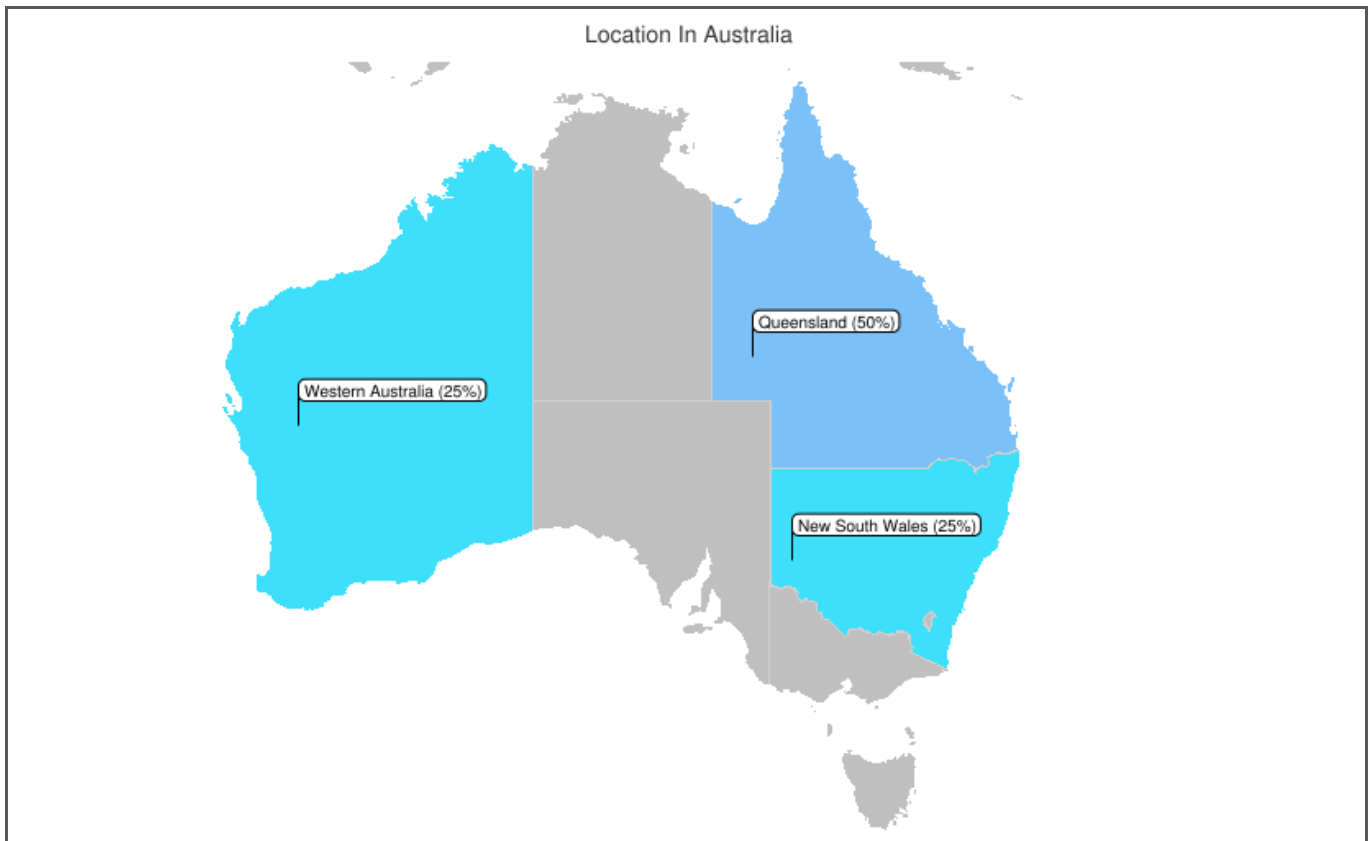 Location In Australia
Queensland (50%)
Western Australia (25%)
New South Wales (25%)